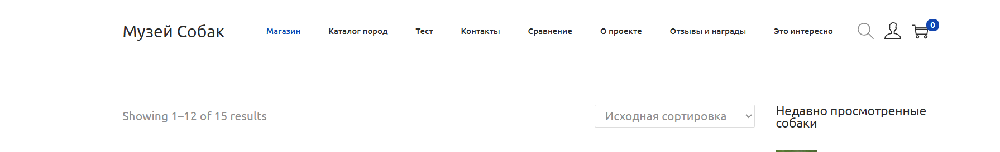 Музей Собак
Магазин
Каталог пород
Тест
Контакты
Сравнение
О проекте
Отзывы и награды
Это интересно
0
Showing 1–12 of 15 results
Исходная сортировка
Недавно просмотренные
собаки